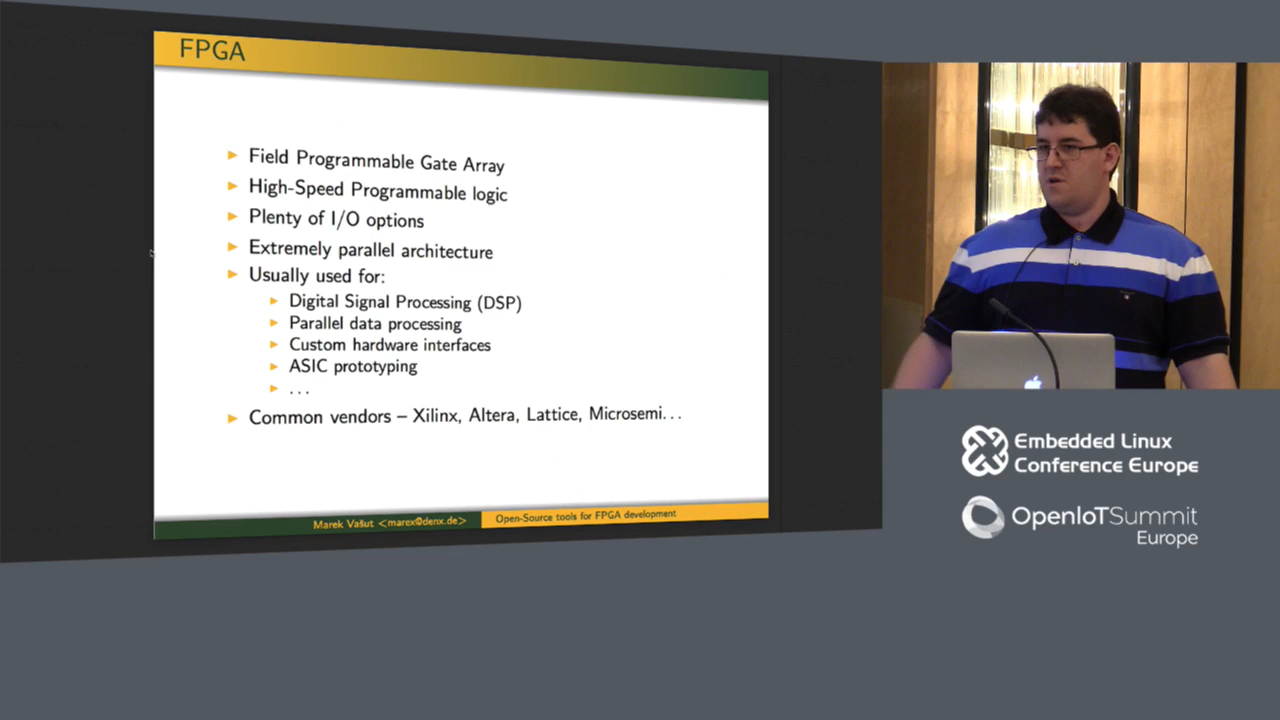 FPGA
Field Programmable Gate Array
High-Speed Programmable logic
Plenty of I/O options
Extremely parallel architecture
Usually used for:
Digital Signal Processing (DSP)
Parallel data processing
Custom hardware interfaces
ASIC prototyping
...
Common vendors – Xilinx, Altera, Lattice, Microsemi...
Marek Vašut <marex@denx.de>
Open-Source tools for FPGA development
Embedded Linux
Conference Europe
OpenIoTSummit
Europe